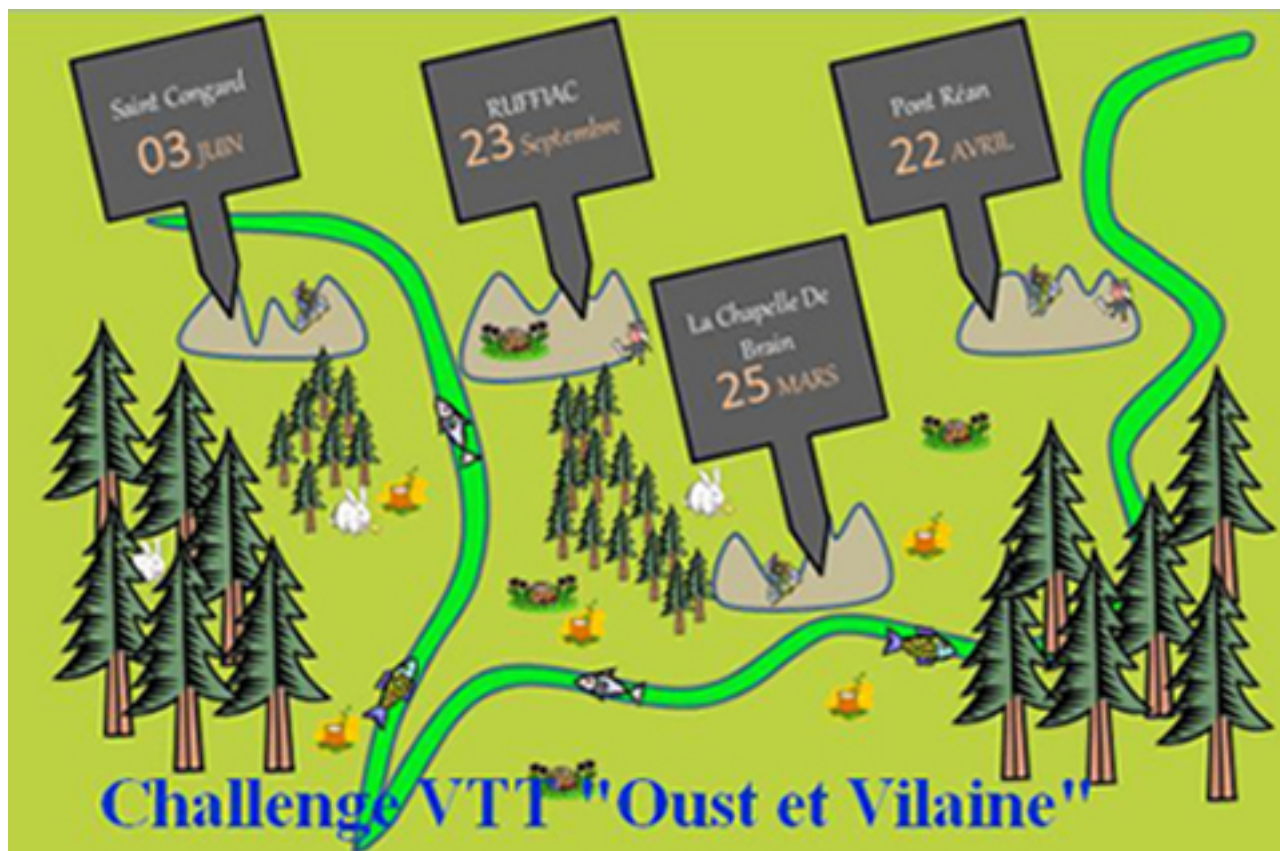 Saint Congard
03 JUIN
RUFFIAC
23 Septembre
Pont Réan
22 AVRIL
La Chapelle De
Brain
25 MARS
Challenge VTT "Oust et Vilaine"